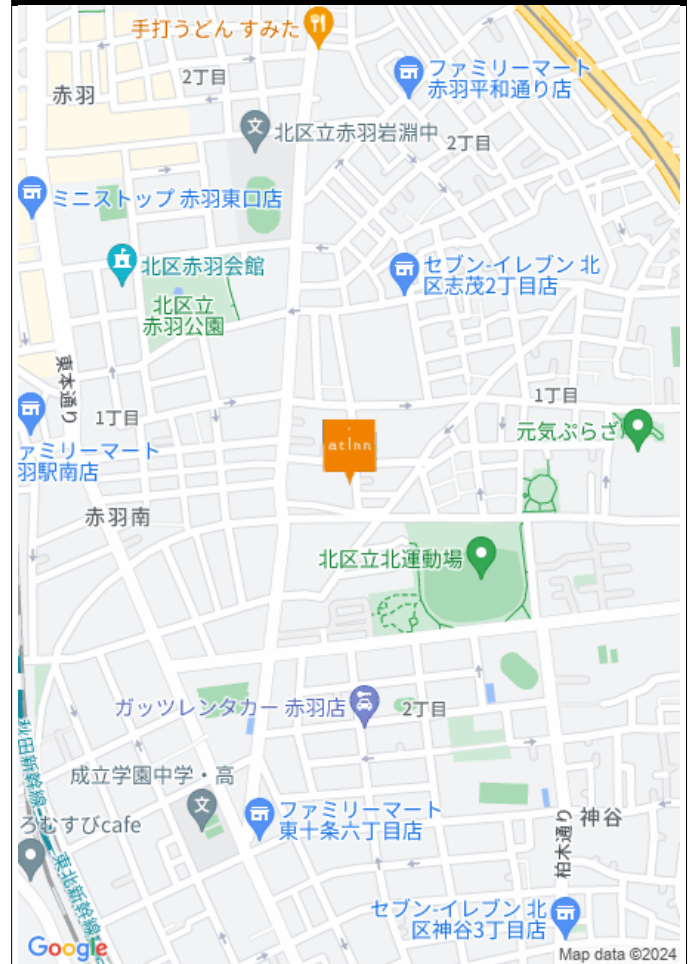 手打うどん すみた
2丁目
赤羽
ファミリーマート
赤羽平和通り店
北区立赤羽岩淵中
2丁目
ミニストップ 赤羽東口店
北区赤羽会館
セブン-イレブン 北
区志茂2丁目店
北区立
赤羽公園
東本通り
1丁目
1丁目
元気ぷらざ
atinn
ァミリーマート
羽駅南店
赤羽南
北区立北運動場
ガッツレンタカー 赤羽店
2丁目
秋田新幹線
成立学園中学・高
ろむすびcafe
ファミリーマート
東十条六丁目店
柏木通り
神谷
東北新幹線
セブン-イレブン 北
区神谷3丁目店
Google
Map data ©2024